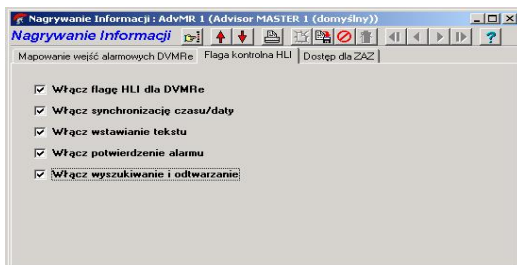 Nagrywanie Informacji : AdvMR 1 (Advisor MASTER 1 (domyślny))
Nagrywanie Informacji
Mapowanie wejść alarmowych DVMRe Flaga kontrolna HLI Dostęp dla ZAZ
Włącz flagę HLI dla DVMRe
Włącz synchronizację czasu/daty
Włącz wstawianie tekstu
Włącz potwierdzenie alarmu
Włącz wyszukiwanie i odtwarzanie